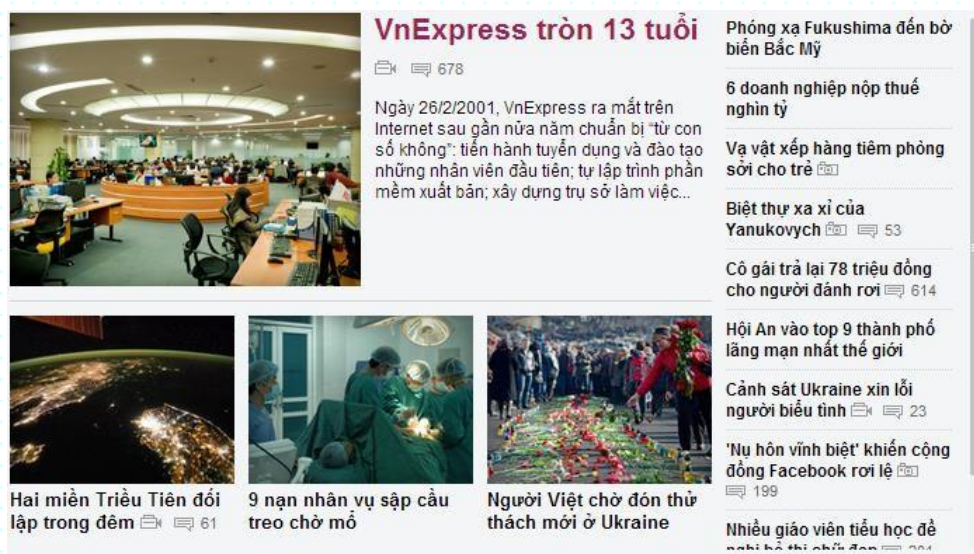 VnExpress tròn 13 tuổi
678
Ngày 26/2/2001, VnExpress ra mắt trên
Internet sau gần nửa năm chuẩn bị "từ con
số không": tiến hành tuyển dụng và đào tạo
những nhân viên đầu tiên; tự lập trình phần
mềm xuất bản; xây dựng trụ sở làm việc...
Hai miền Triều Tiên đối
lập trong đêm 61
9 nạn nhân vụ sập cầu
treo chờ mổ
Người Việt chờ đón thử
thách mới ở Ukraine
Phóng xạ Fukushima đến bờ
biển Bắc Mỹ
6 doanh nghiệp nộp thuế
nghìn tỷ
Vạ vật xếp hàng tiêm phòng
sởi cho trẻ
Biệt thự xa xỉ của
Yanukovych 53
Cô gái trả lại 78 triệu đồng
cho người đánh rơi 614
Hội An vào top 9 thành phố
lãng mạn nhất thế giới
Cảnh sát Ukraine xin lỗi
người biểu tình 23
'Nụ hôn vĩnh biệt' khiến cộng
đồng Facebook rơi lệ
199
Nhiều giáo viên tiểu học đề
nghị bỏ thi chữ đẹp